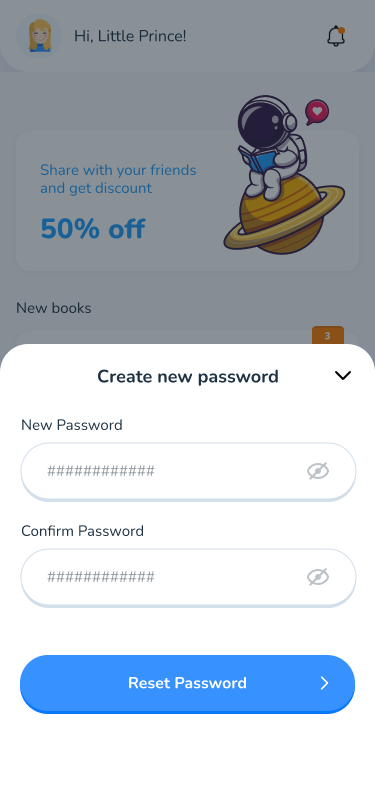 Hi, Little Prince!
Share with your friends
and get discount
50% off
New books
3
Create new password
New Password
############
Confirm Password
############
Reset Password